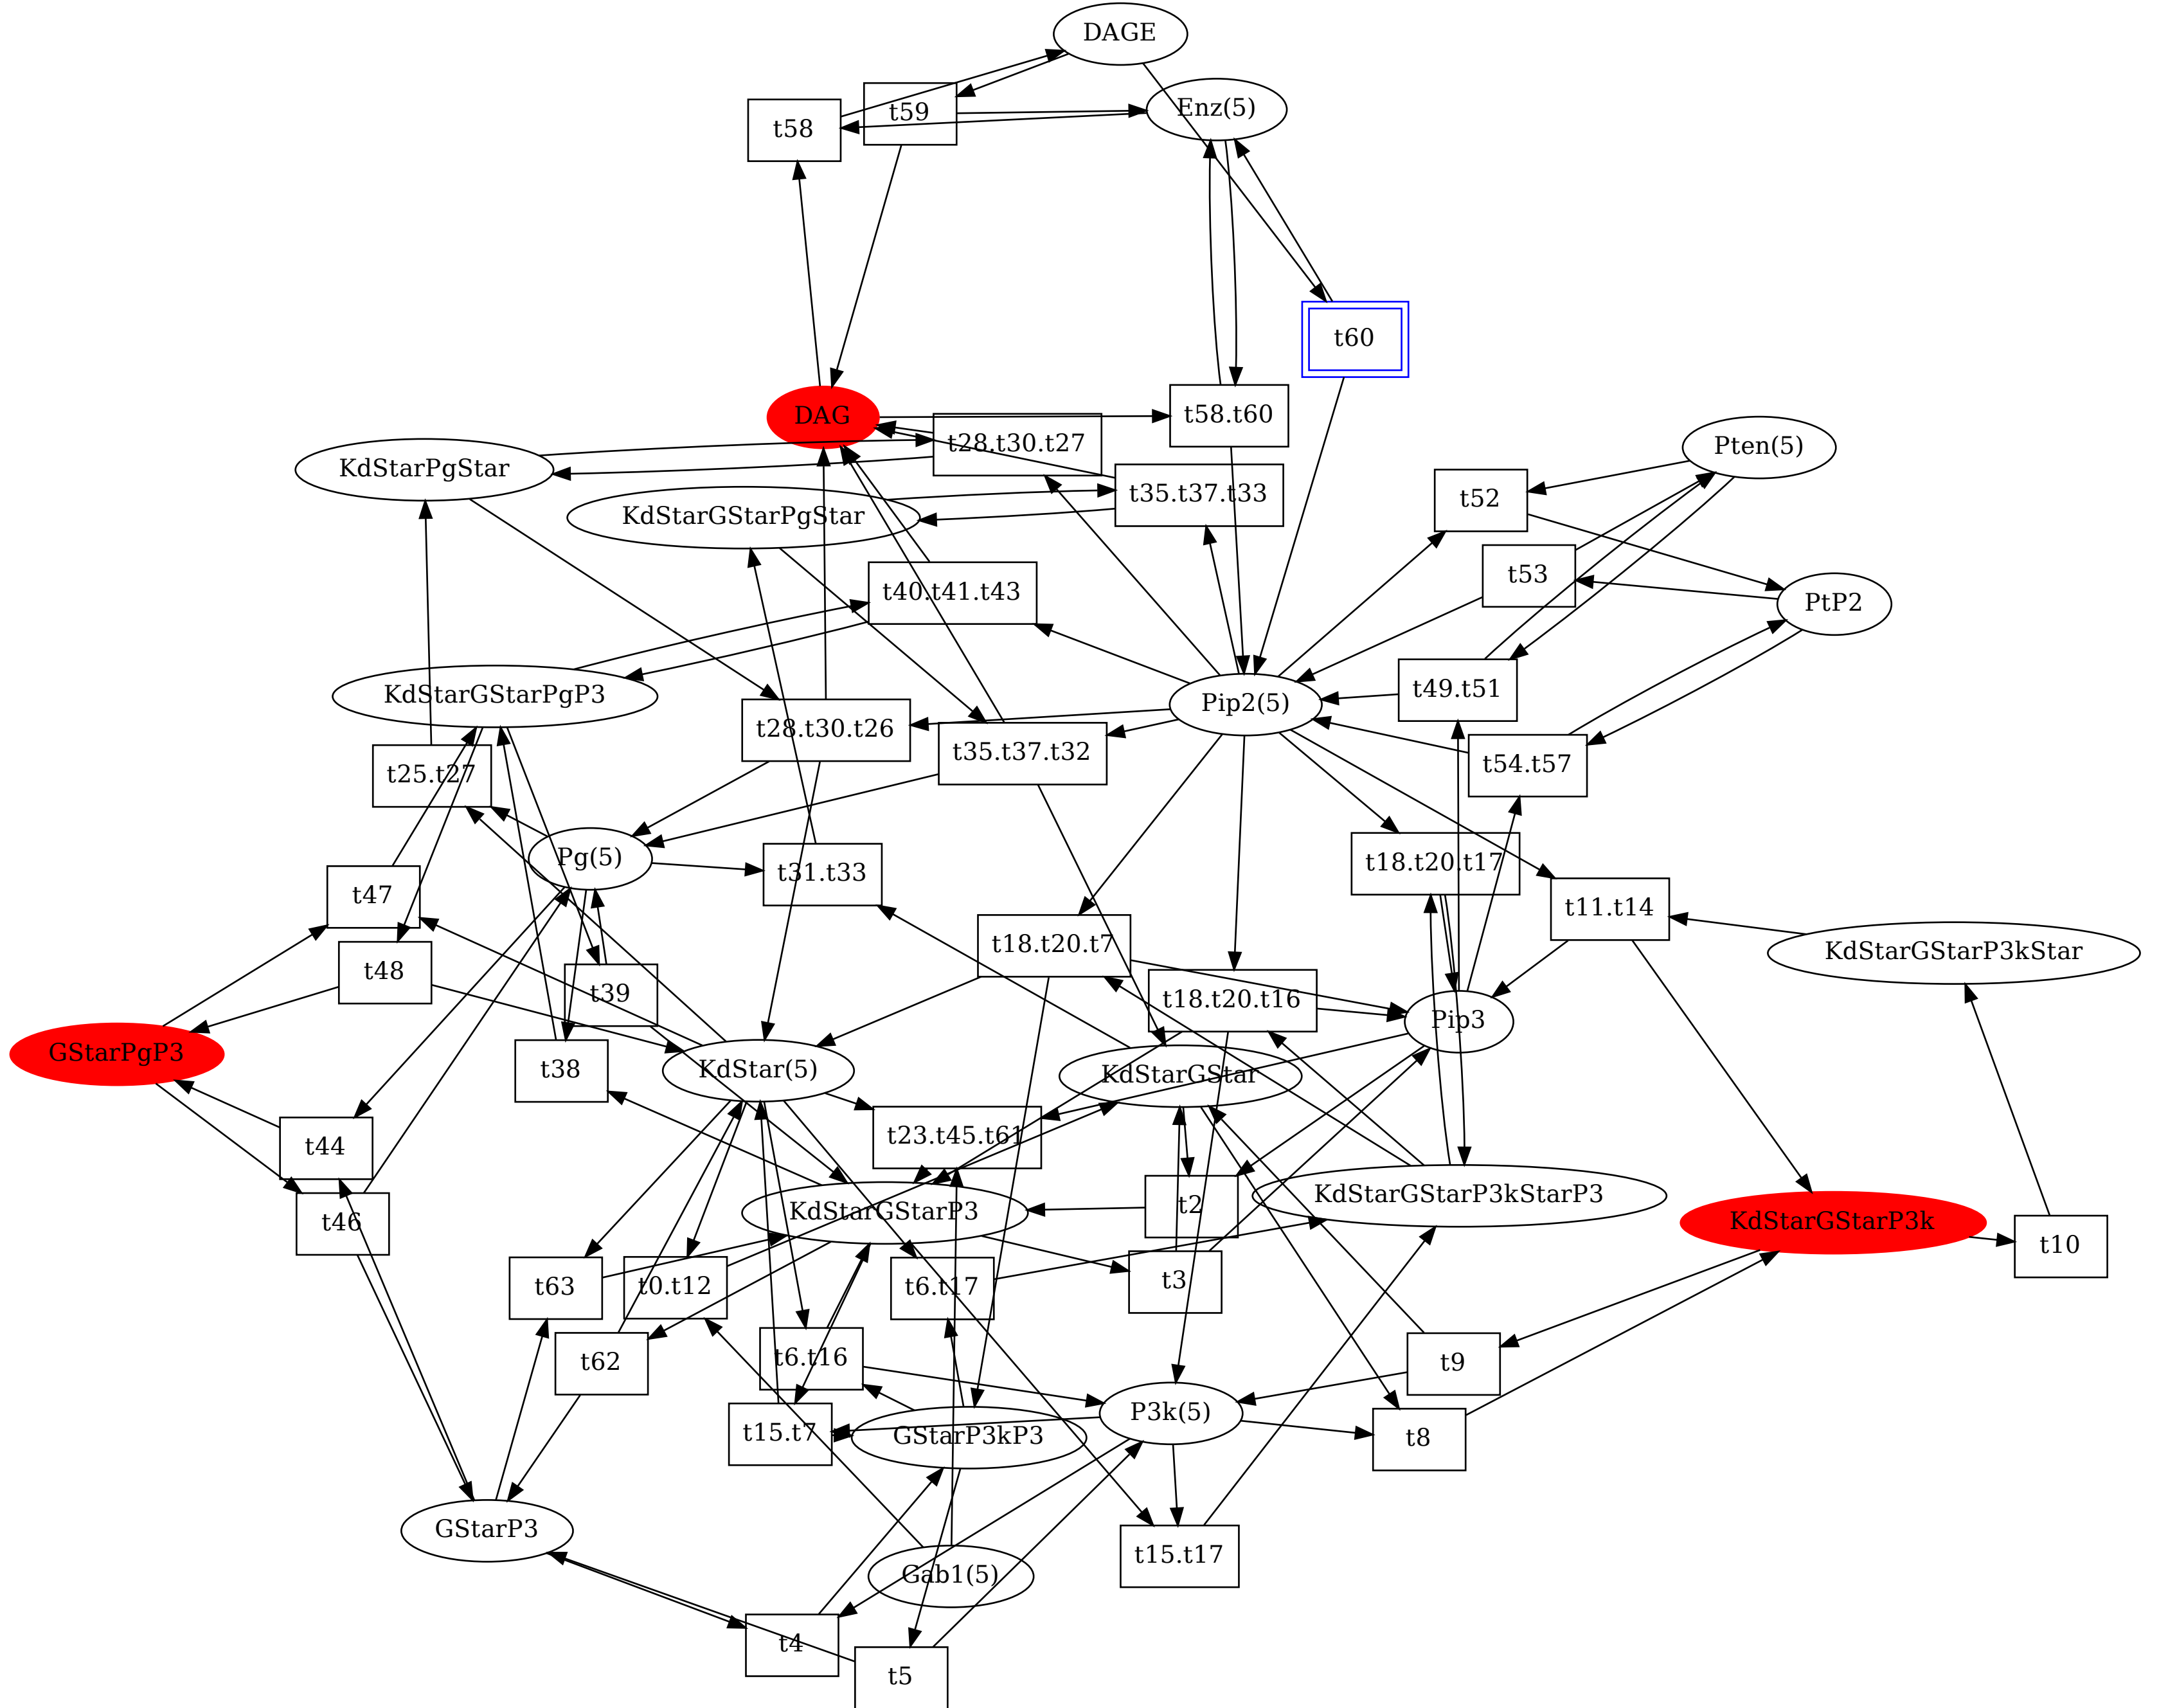 DAGE
Enz(5)
t59
t58
t60
DAG
t58.t60
t28.t30.t27
Pten(5)
KdStarPgStar
t35.t37.t33
t52
KdStarGStarPgStar
t53
t40.t41.t43
PtP2
t49.t51
KdStarGStarPgP3
Pip2(5)
t28.t30.t26
t35.t37.t32
t54.t57
t25.t27
Pg(5)
t31.t33
t18.t20.t17
t47
t11.t14
t18.t20.t7
KdStarGStarP3kStar
t48
t39
t18.t20.t16
Pip3
GStarPgP3
t38
KdStar(5)
KdStarGStar
t23.t45.t61
t44
KdStarGStarP3kStarP3
t2
KdStarGStarP3
t46
KdStarGStarP3k
t10
t3
t63
t0.t12
t6.t17
t62
t6.t16
t9
P3k(5)
t15.t7
GStarP3kP3
t8
GStarP3
t15.t17
Gab1(5)
t4
t5